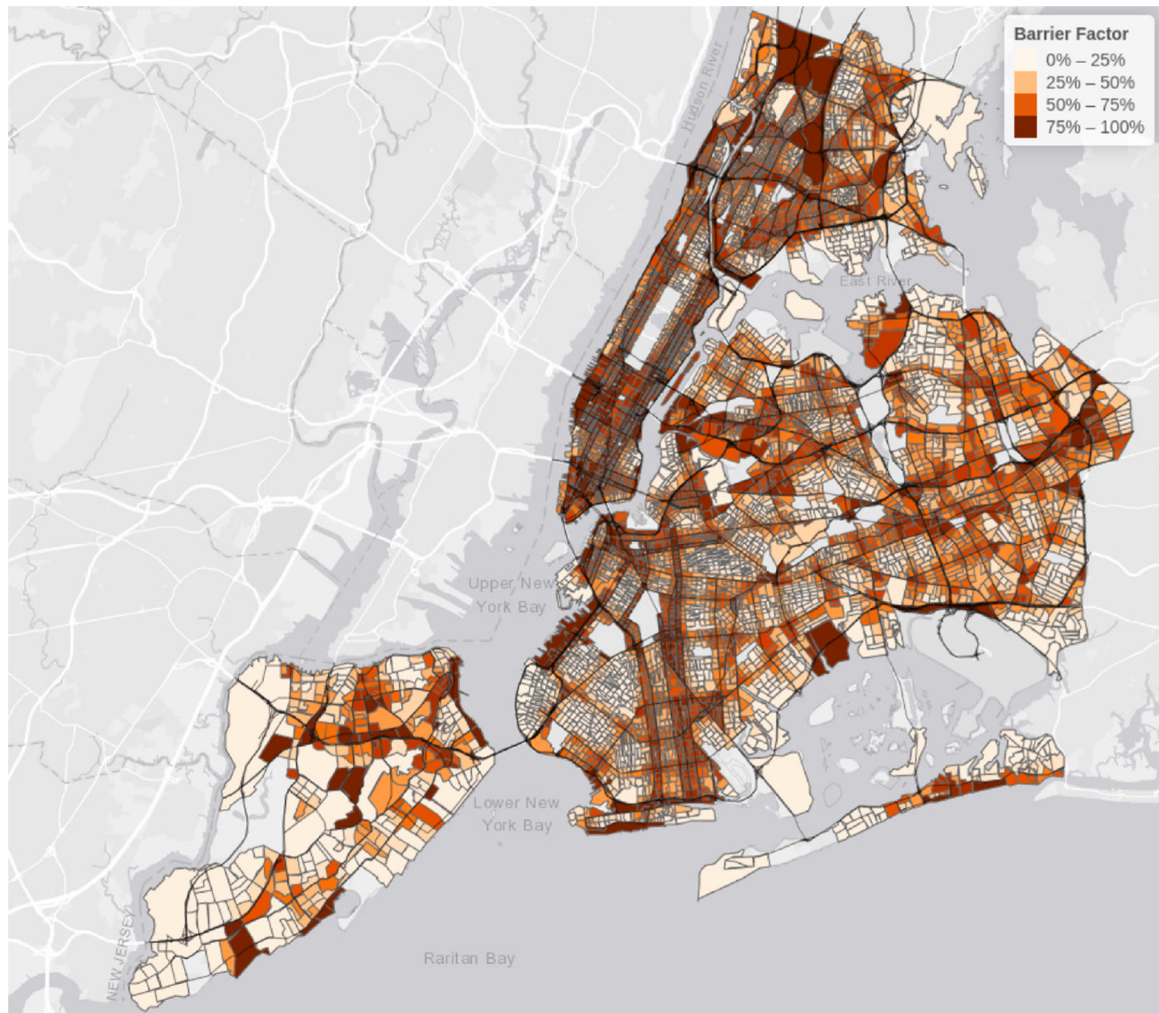 Barrier Factor
0% – 25%
25% – 50%
50% – 75%
75% – 100%
Hudson River
East River
Upper New
York Bay
Lower New
York Bay
NEW JERSEY
Raritan Bay